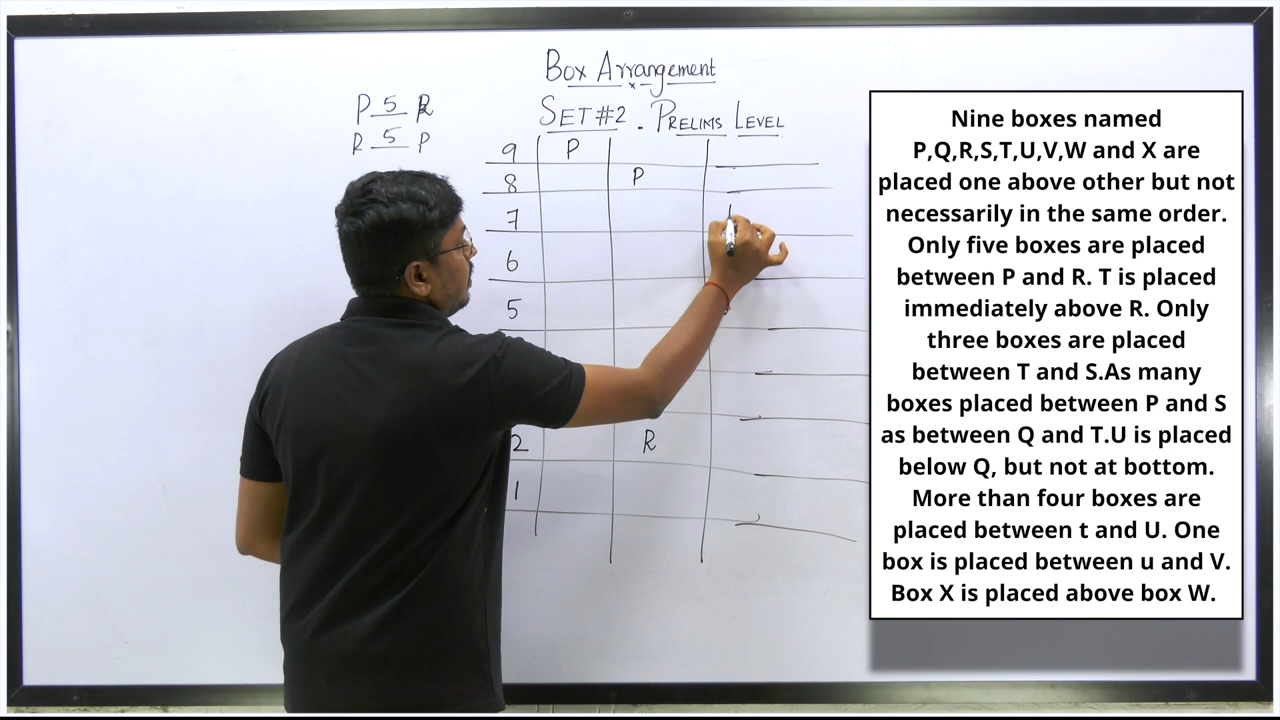 Box Arrangement
SET #2 - PRELIMS LEVEL
P 5 R
R 5 P
9 P
8 P
7
6
5
2 R
1
Nine boxes named
P,Q,R,S,T,U,V,W and X are
placed one above other but not
necessarily in the same order.
Only five boxes are placed
between P and R. T is placed
immediately above R. Only
three boxes are placed
between T and S.As many
boxes placed between P and S
as between Q and T.U is placed
below Q, but not at bottom.
More than four boxes are
placed between t and U. One
box is placed between u and V.
Box X is placed above box W.